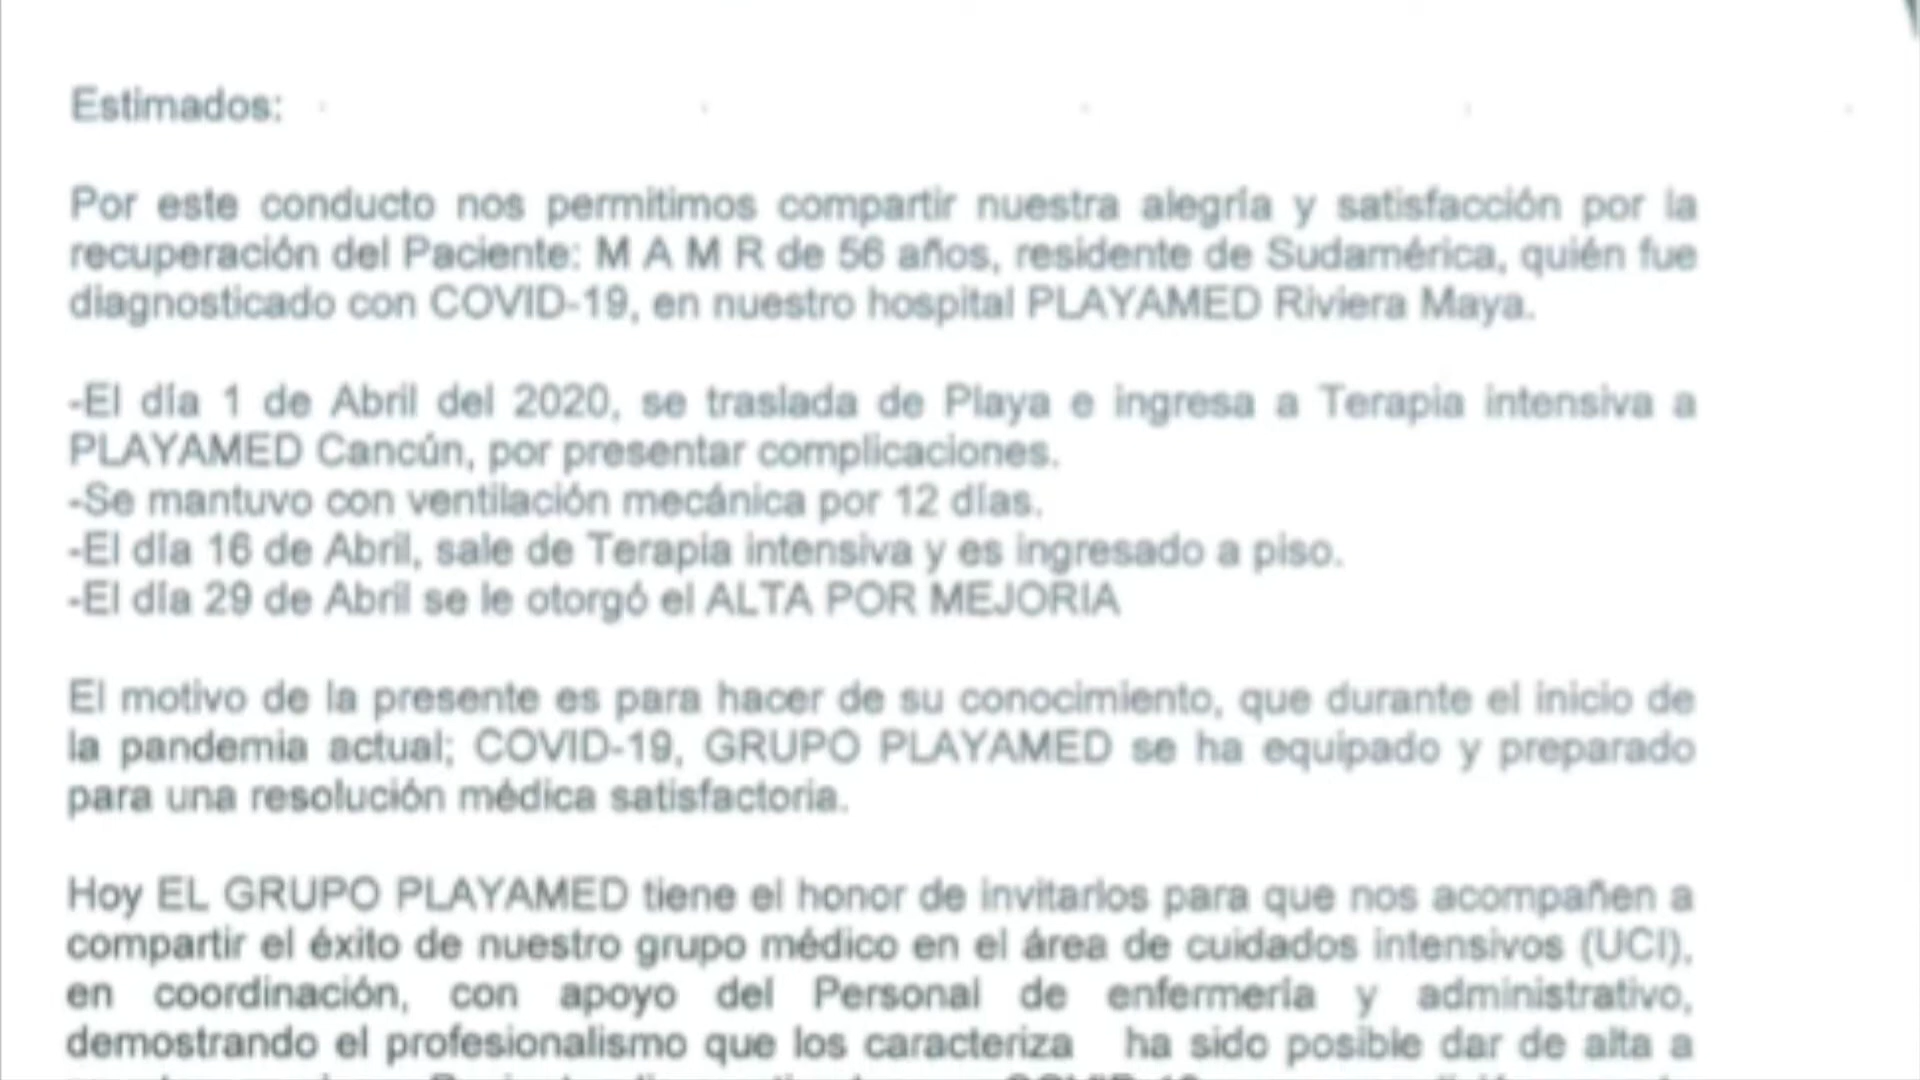 Estimados:
Por este conducto nos permitimos compartir nuestra alegría y satisfacción por la
recuperación del Paciente: M A M R de 56 años, residente de Sudamérica, quién fue
diagnosticado con COVID-19, en nuestro hospital PLAYAMED Riviera Maya.
-El día 1 de Abril del 2020, se traslada de Playa e ingresa a Terapia intensiva a
PLAYAMED Cancún, por presentar complicaciones.
-Se mantuvo con ventilación mecánica por 12 días.
-El día 16 de Abril, sale de Terapia intensiva y es ingresado a piso.
-El día 29 de Abril se le otorgó el ALTA POR MEJORIA
El motivo de la presente es para hacer de su conocimiento, que durante el inicio de
la pandemia actual; COVID-19, GRUPO PLAYAMED se ha equipado y preparado
para una resolución médica satisfactoria.
Hoy EL GRUPO PLAYAMED tiene el honor de invitarlos para que nos acompañen a
compartir el éxito de nuestro grupo médico en el área de cuidados intensivos (UCI),
en coordinación, con apoyo del Personal de enfermería y administrativo,
demostrando el profesionalismo que los caracteriza ha sido posible dar de alta a